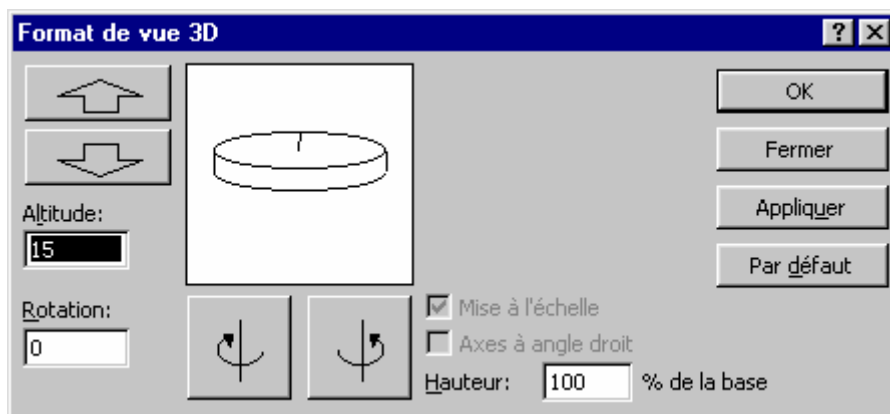 Format de vue 3D
OK
Fermer
Altitude:
Appliquer
15
Par défaut
Rotation:
Mise à l'échelle
0
Axes à angle droit
Hauteur: 100 % de la base